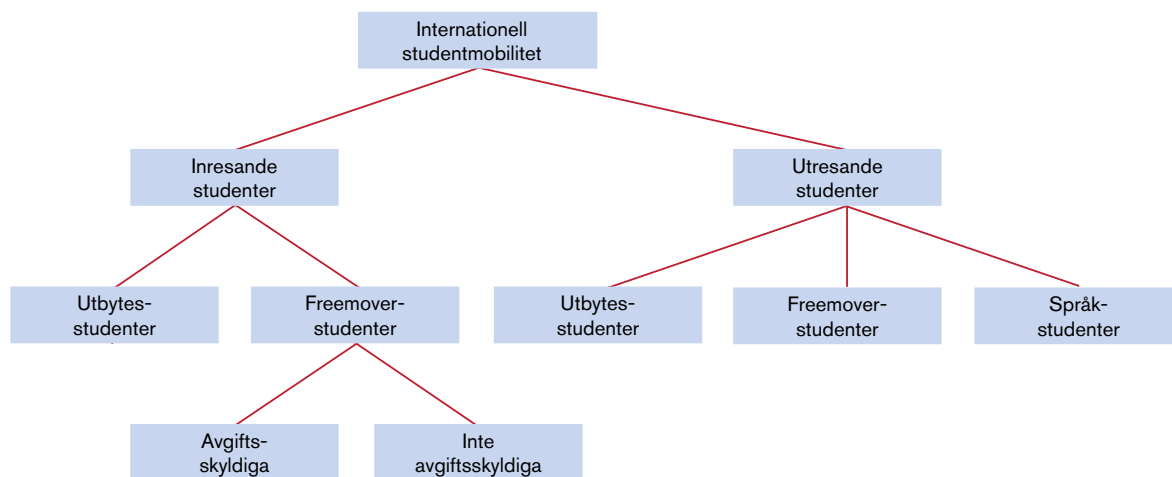 Internationell
studentmobilitet
Inresande
studenter
Utresande
studenter
Utbytes-
studenter
Freemover-
studenter
Utbytes-
studenter
Freemover-
studenter
Språk-
studenter
Avgifts-
skyldiga
Inte
avgiftsskyldiga